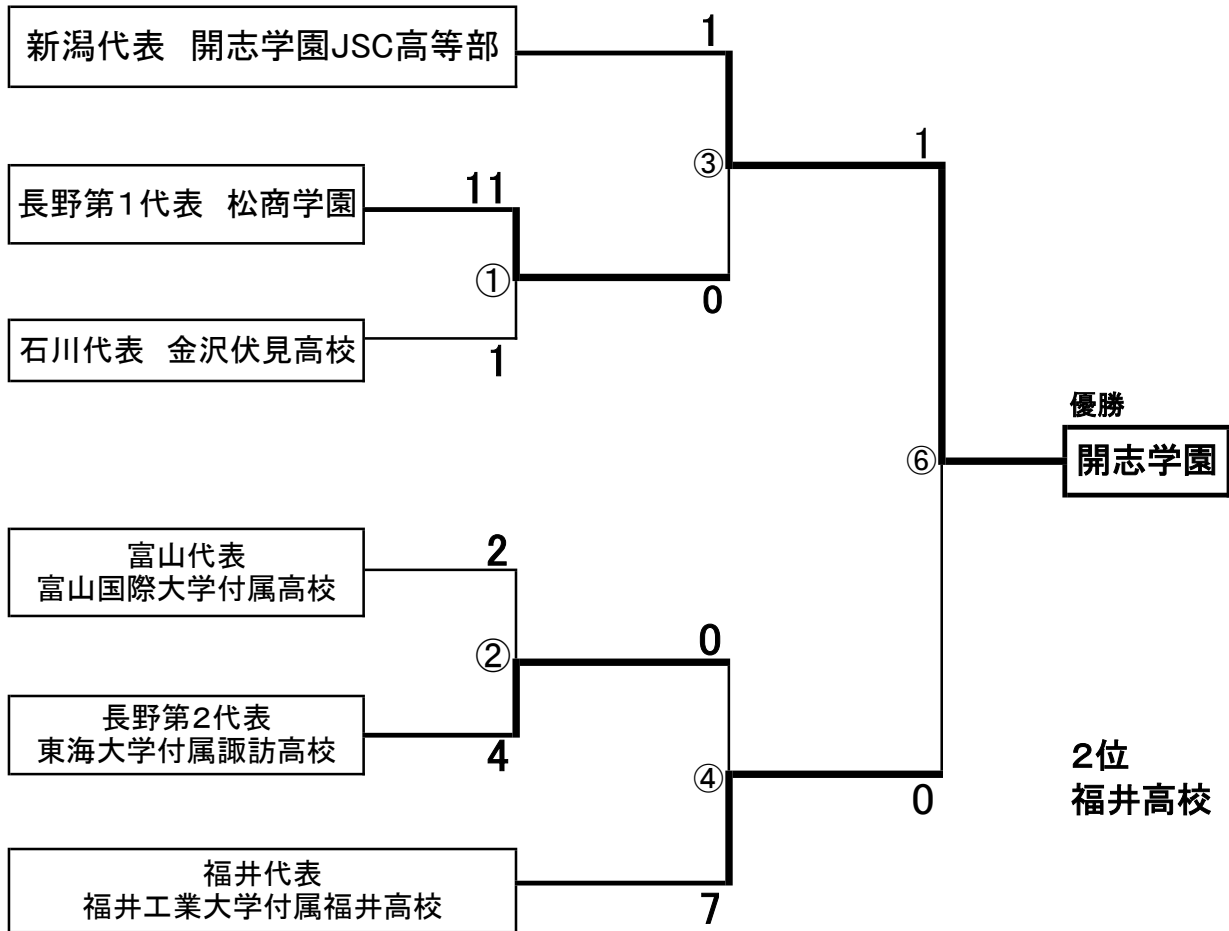 1
新潟代表　開志学園JSC高等部
③
1
長野第１代表　松商学園
11
①
0
石川代表　金沢伏見高校
1
優勝
開志学園
⑥
富山代表
富山国際大学付属高校
2
②
0
長野第２代表
東海大学付属諏訪高校
4
④
0
２位
福井高校
福井代表
福井工業大学付属福井高校
7